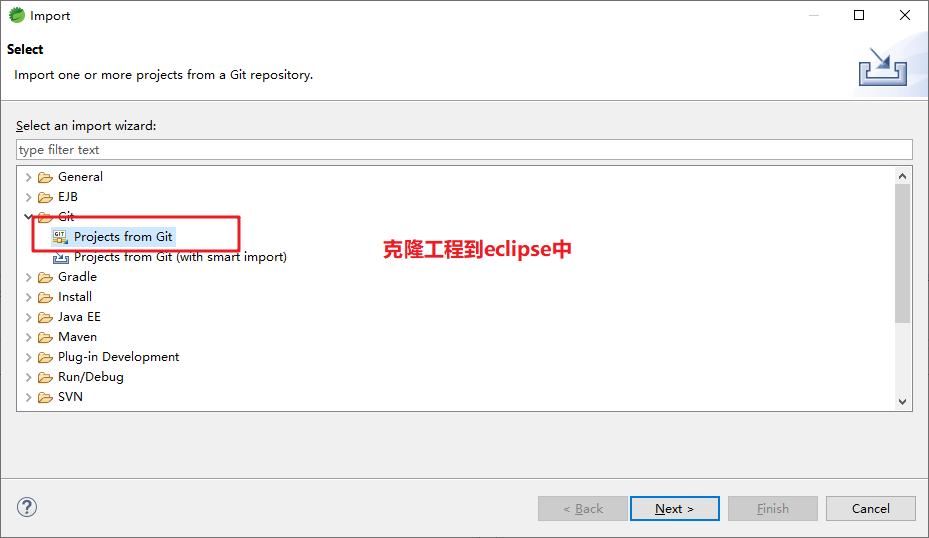 Import
Select
Import one or more projects from a Git repository.
Select an import wizard:
type filter text
General
EJB
Git
Projects from Git
克隆工程到eclipse中
Projects from Git (with smart import)
Gradle
Install
Java EE
Maven
Plug-in Development
Run/Debug
SVN
?
< Back
Next >
Finish
Cancel